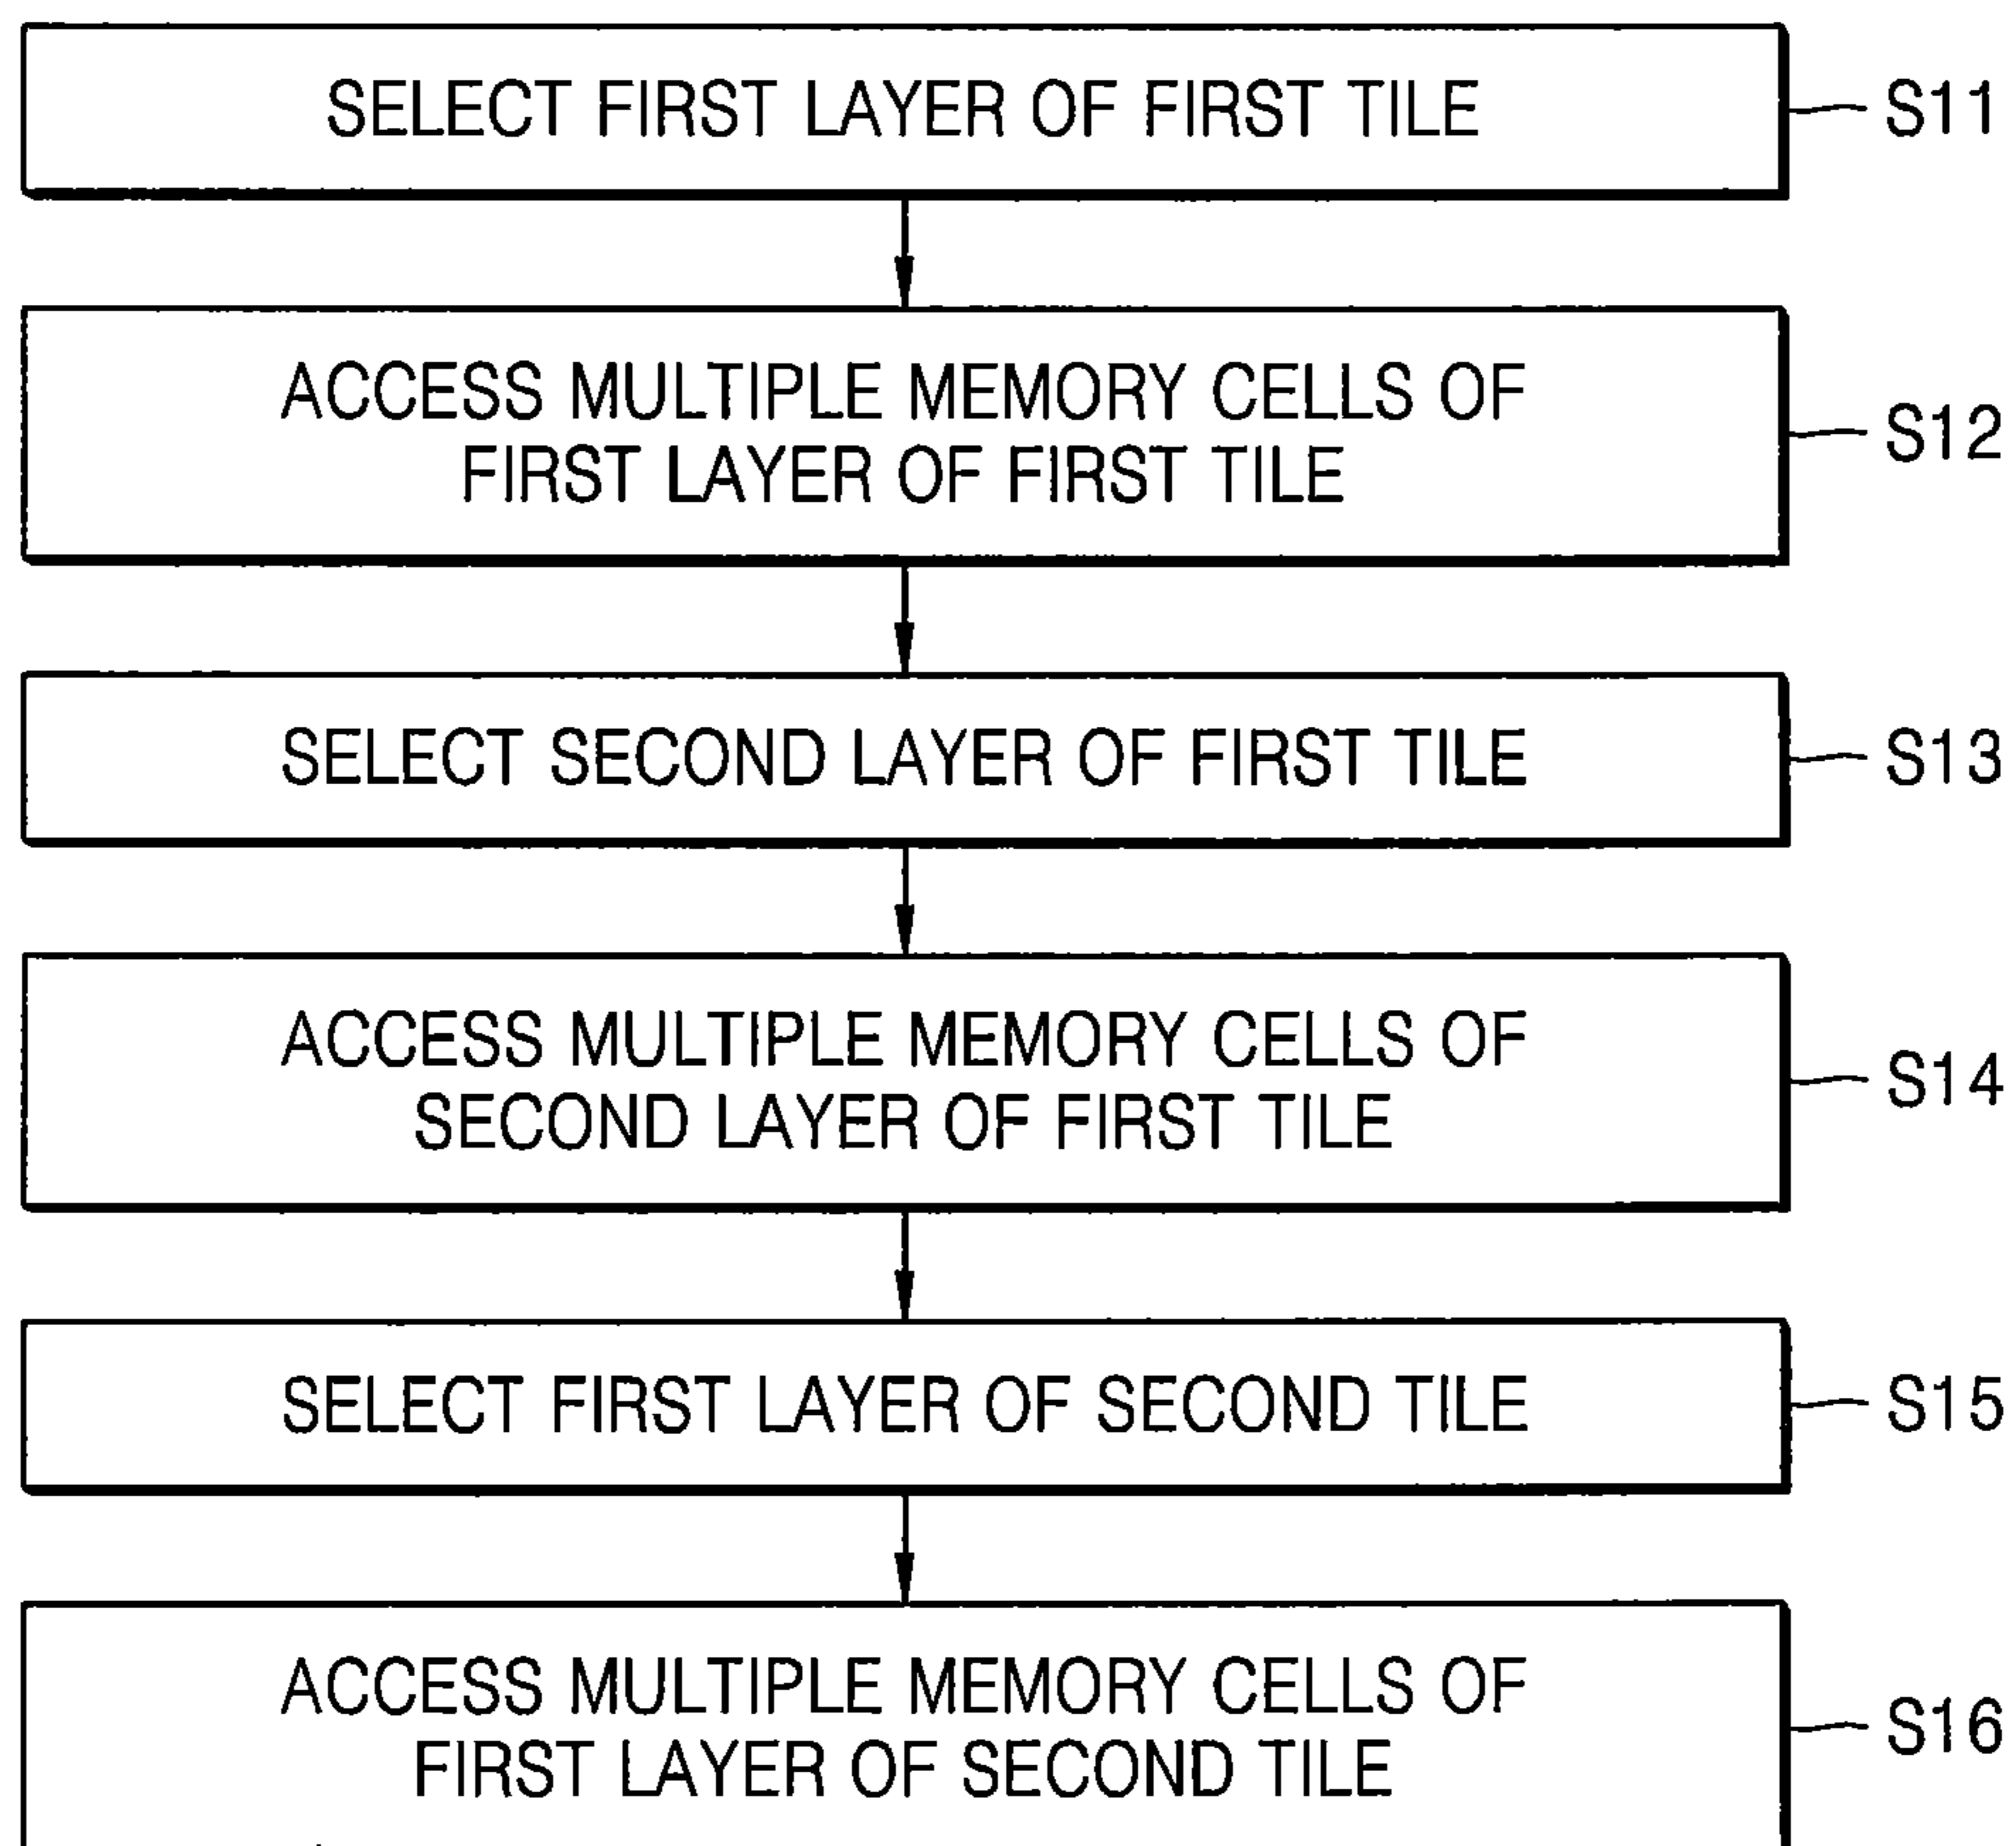 SELECT FIRST LAYER OF FIRST TILE
S11
ACCESS MULTIPLE MEMORY CELLS OF
FIRST LAYER OF FIRST TILE
S12
SELECT SECOND LAYER OF FIRST TILE
S13
ACCESS MULTIPLE MEMORY CELLS OF
SECOND LAYER OF FIRST TILE
S14
SELECT FIRST LAYER OF SECOND TILE
S15
ACCESS MULTIPLE MEMORY CELLS OF
FIRST LAYER OF SECOND TILE
S16